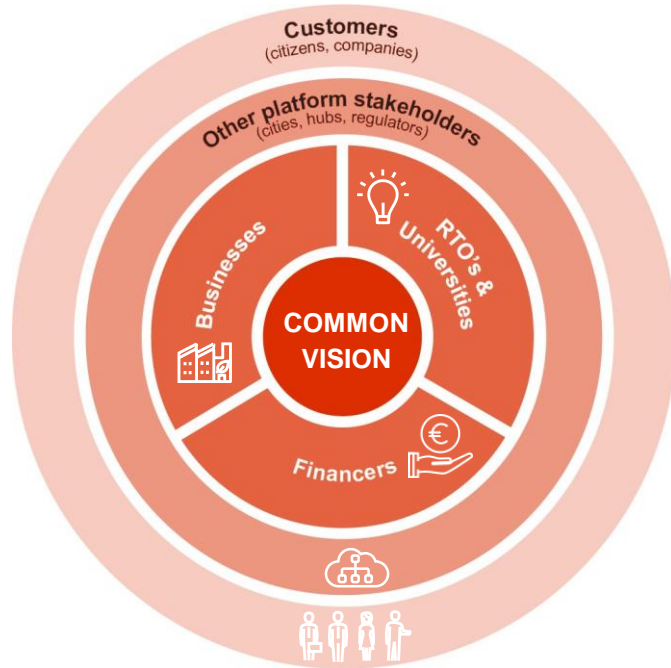 Customers
(citizens, companies)
Other platform stakeholders
(cities, hubs, regulators)
Businesses
RTO's &
Universities
COMMON
VISION
Financers
€